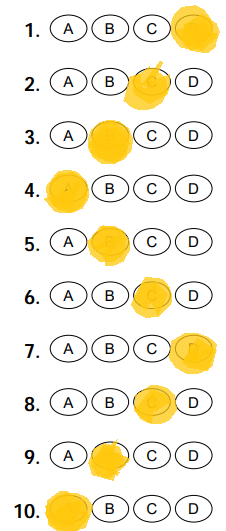 1. A B C
2. A B C D
3. A C D
4. A B C D
5. A B C D
6. A B C D
7. A B C D
8. A B C D
9. A C D
10. B C D